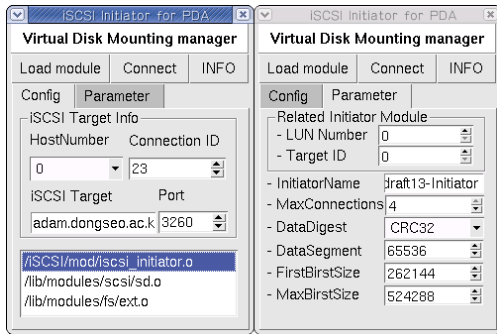 iSCSI Initiator for PDA
Virtual Disk Mounting manager
Load module Connect INFO
Config Parameter
iSCSI Target Info
HostNumber Connection ID
0 23
iSCSI Target Port
adam.dongseo.ac.k 3260
/iSCSI/mod/iscsi_initiator.o
/lib/modules/scsi/sd.o
/lib/modules/fs/ext.o
iSCSI Initiator for PDA
Virtual Disk Mounting manager
Load module Connect INFO
Config Parameter
Related Initiator Module
- LUN Number 0
- Target ID 0
- InitiatorName draft13-Initiator
- MaxConnections 4
- DataDigest CRC32
- DataSegment 65536
- FirstBirstSize 262144
- MaxBirstSize 524288